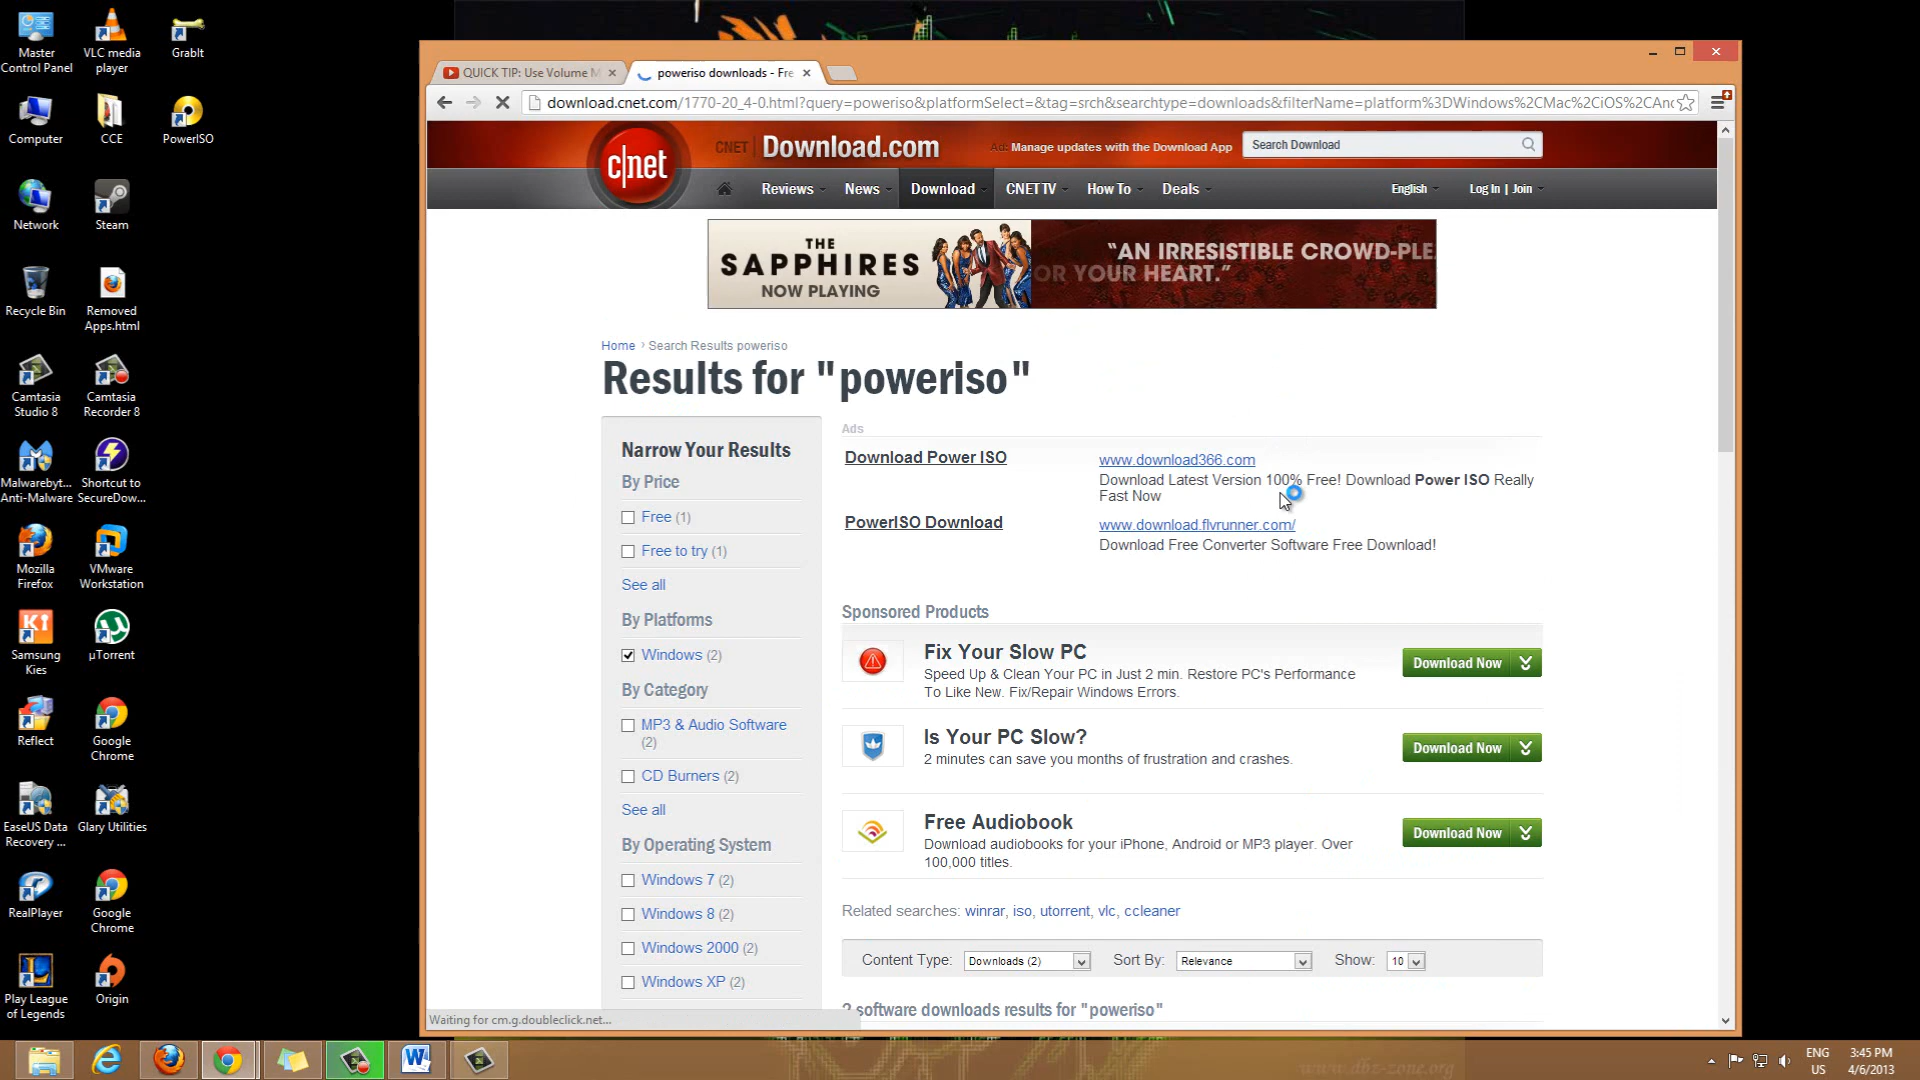 Master
Control Panel
VLC media
player
GrabIt
Computer
CCE
PowerISO
Network
Steam
Recycle Bin
Removed
Apps.html
Camtasia
Studio 8
Camtasia
Recorder 8
Malwarebyt...
Anti-Malware
Shortcut to
SecureDow...
Mozilla
Firefox
VMware
Workstation
Samsung
Kies
µTorrent
Reflect
Google
Chrome
EaseUS Data
Recovery ...
Glary Utilities
RealPlayer
Google
Chrome
Play League
of Legends
Origin
QUICK TIP: Use Volume M
poweriso downloads - Fre
download.cnet.com/1770-20_4-0.html?query=poweriso&platformSelect=&tag=srch&searchtype=downloads&filterName=platform%3DWindows%2CMac%2CiOS%2CAnd
c|net
CNET Download.com
Ad: Manage updates with the Download App
Search Download
Reviews
News
Download
CNET TV
How To
Deals
English
Log In | Join
THE
SAPPHIRES
NOW PLAYING
"AN IRRESISTIBLE CROWD-PLE
OR YOUR HEART."
Home › Search Results poweriso
Results for "poweriso"
Narrow Your Results
By Price
Free (1)
Free to try (1)
See all
By Platforms
Windows (2)
By Category
MP3 & Audio Software
(2)
CD Burners (2)
See all
By Operating System
Windows 7 (2)
Windows 8 (2)
Windows 2000 (2)
Windows XP (2)
Ads
Download Power ISO
www.download366.com
Download Latest Version 100% Free! Download Power ISO Really
Fast Now
PowerISO Download
www.download.flvrunner.com/
Download Free Converter Software Free Download!
Sponsored Products
Fix Your Slow PC
Speed Up & Clean Your PC in Just 2 min. Restore PC's Performance
To Like New. Fix/Repair Windows Errors.
Download Now
Is Your PC Slow?
2 minutes can save you months of frustration and crashes.
Download Now
Free Audiobook
Download audiobooks for your iPhone, Android or MP3 player. Over
100,000 titles.
Download Now
Related searches: winrar, iso, utorrent, vlc, ccleaner
Content Type: Downloads (2)
Sort By: Relevance
Show: 10
2 software downloads results for "poweriso"
Waiting for cm.g.doubleclick.net...
www.dbz-zone.org
ENG
US
3:45 PM
4/6/2013